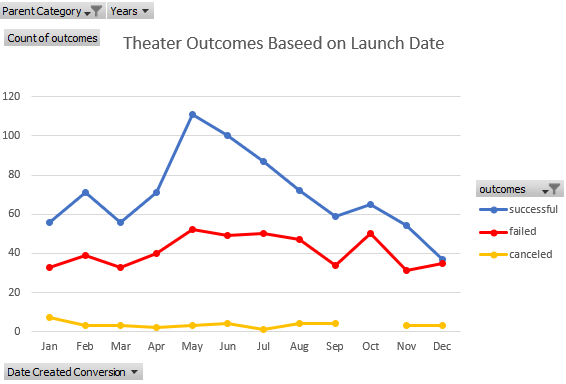 Parent Category Years
Count of outcomes
Theater Outcomes Baseed on Launch Date
120
100
80
60
40
20
0
Jan Feb Mar Apr May Jun Jul Aug Sep Oct Nov Dec
outcomes
successful
failed
canceled
Date Created Conversion